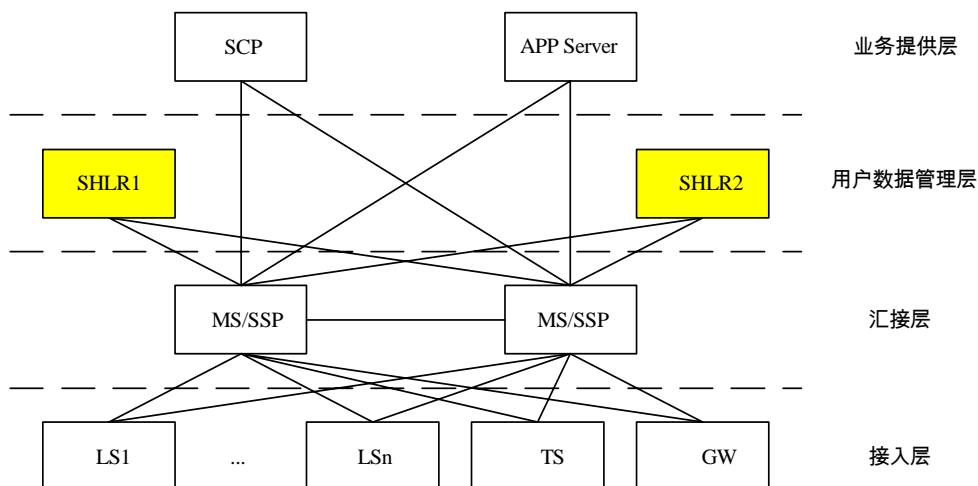 SCP
APP Server
业务提供层
SHLR1
SHLR2
用户数据管理层
MS/SSP
MS/SSP
汇接层
LS1
...
LSn
TS
GW
接入层